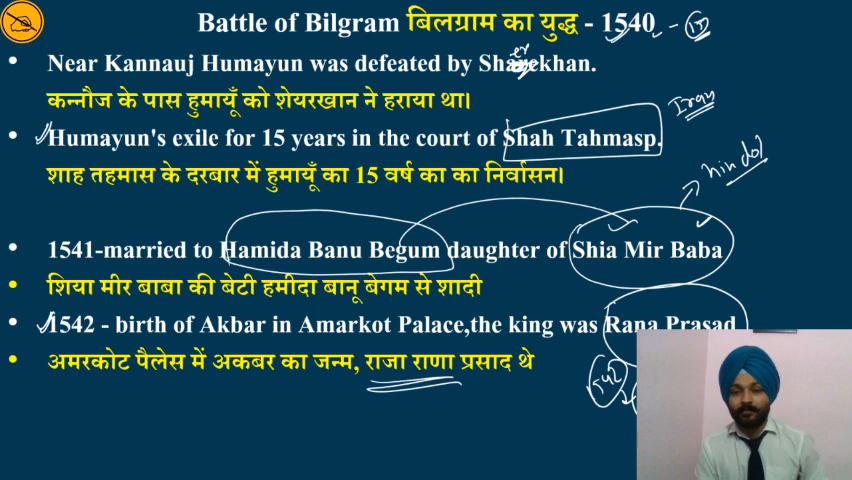 Battle of Bilgram बिलग्राम का युद्ध - 1540
Near Kannauj Humayun was defeated by Sherekhan.
कन्नौज के पास हुमायूँ को शेयरखान ने हराया था।
Iran
Humayun's exile for 15 years in the court of Shah Tahmasp.
शाह तहमास के दरबार में हुमायूँ का 15 वर्ष का का निर्वासन।
hindol
1541-married to Hamida Banu Begum daughter of Shia Mir Baba
शिया मीर बाबा की बेटी हमीदा बानू बेगम से शादी
1542 - birth of Akbar in Amarkot Palace,the king was Rana Prasad
अमरकोट पैलेस में अकबर का जन्म, राजा राणा प्रसाद थे